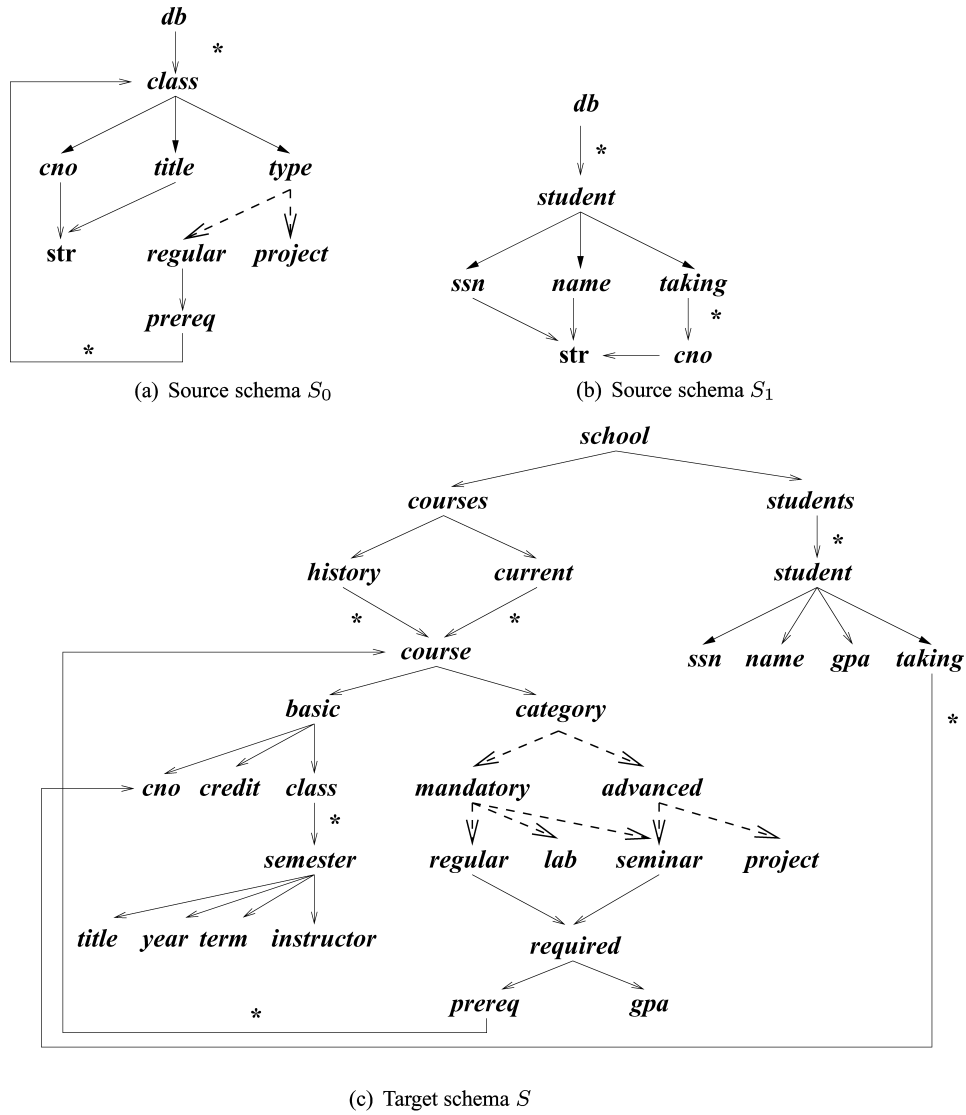 db
*
class
cno title type
str regular project
prereq
*
(a) Source schema S₀
db
*
student
ssn name taking
*
str cno
(b) Source schema S₁
school
courses students
*
history current student
* *
course ssn name gpa taking
*
basic category
cno credit class mandatory advanced
*
semester regular lab seminar project
title year term instructor required
prereq gpa
*
(c) Target schema S